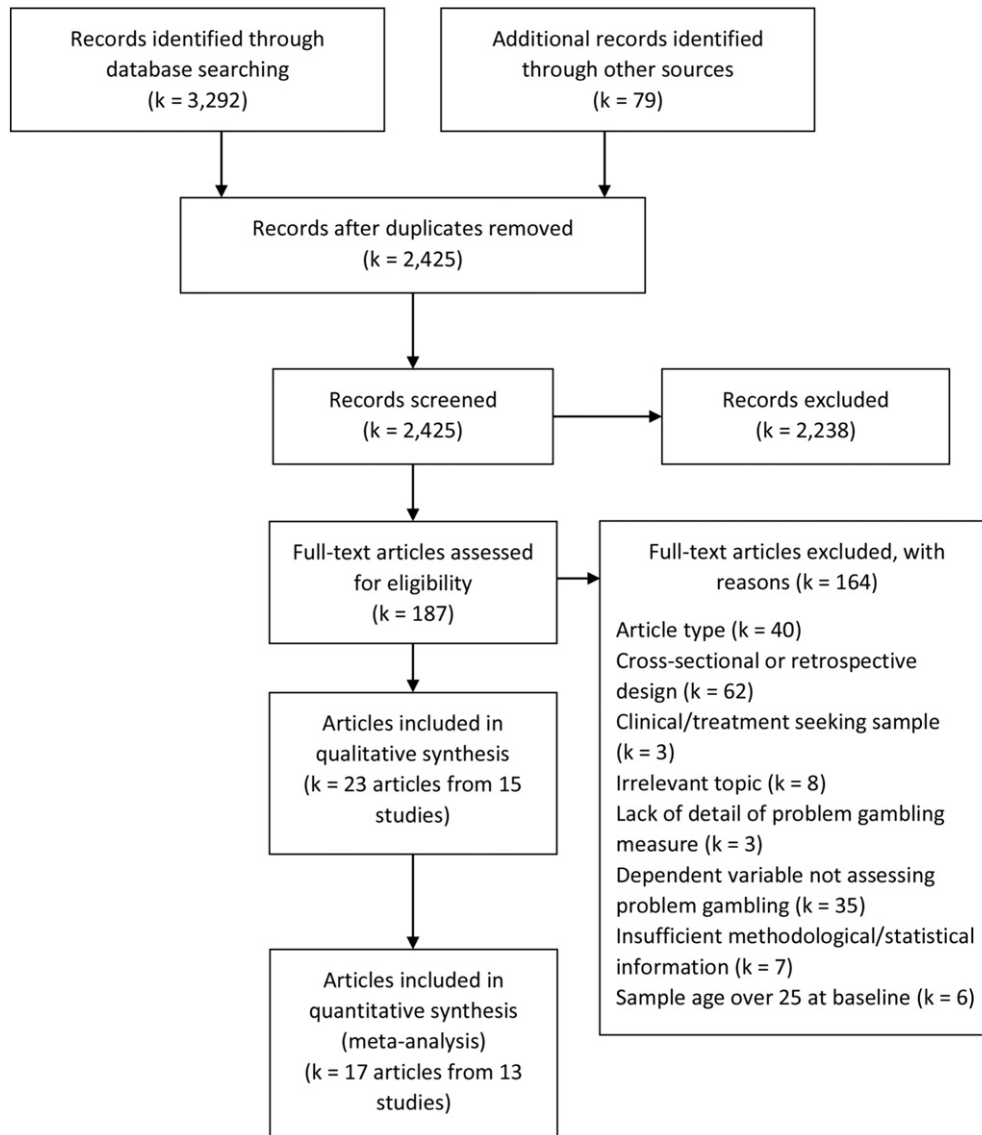 Records identified through
database searching
(k = 3,292)
Additional records identified
through other sources
(k = 79)
Records after duplicates removed
(k = 2,425)
Records screened
(k = 2,425)
Records excluded
(k = 2,238)
Full-text articles assessed
for eligibility
(k = 187)
Full-text articles excluded, with
reasons (k = 164)
Article type (k = 40)
Cross-sectional or retrospective
design (k = 62)
Clinical/treatment seeking sample
(k = 3)
Irrelevant topic (k = 8)
Lack of detail of problem gambling
measure (k = 3)
Dependent variable not assessing
problem gambling (k = 35)
Insufficient methodological/statistical
information (k = 7)
Sample age over 25 at baseline (k = 6)
Articles included in
qualitative synthesis
(k = 23 articles from 15
studies)
Articles included in
quantitative synthesis
(meta-analysis)
(k = 17 articles from 13
studies)